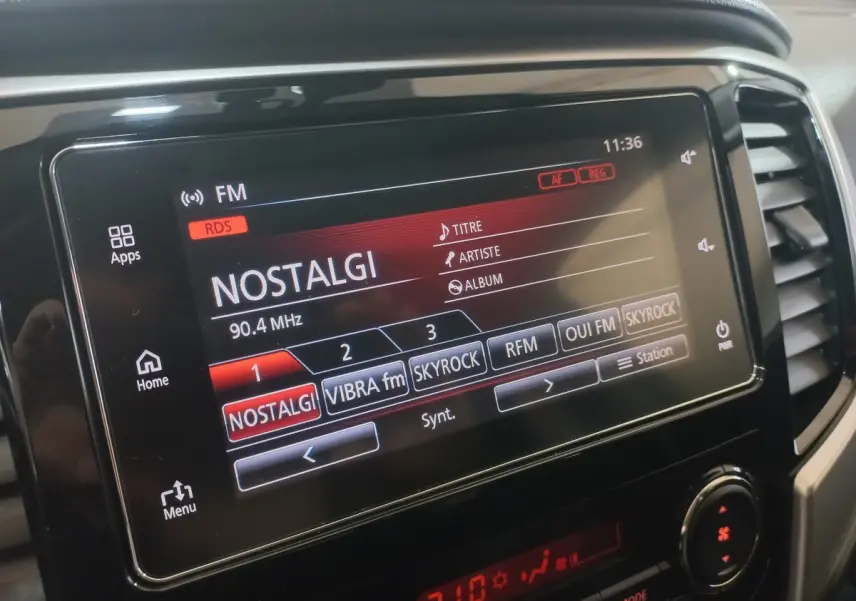 11:36
FM
AF REG
RDS
Apps
NOSTALGI
TITRE
ARTISTE
ALBUM
90.4 MHz
1 2 3
NOSTALGI VIBRA fm SKYROCK RFM OUI FM SKYROCK
Home
< Synt. > Station
PWR
Menu
MODE